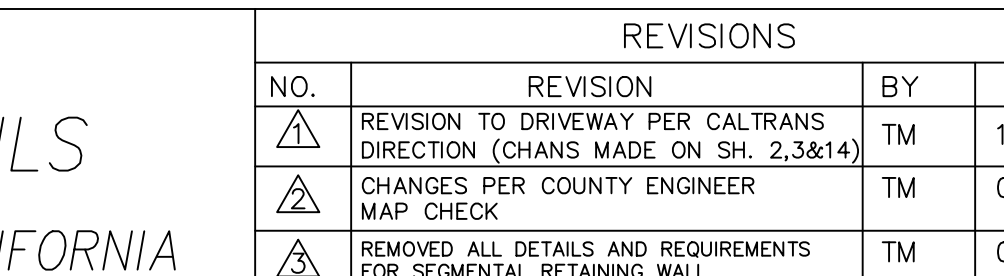 REVISIONS
NO. REVISION BY
1 REVISION TO DRIVEWAY PER CALTRANS TM
DIRECTION (CHANS MADE ON SH. 2,3&14)
ILS
2 CHANGES PER COUNTY ENGINEER TM
MAP CHECK
IFORNIA
3 REMOVED ALL DETAILS AND REQUIREMENTS TM
FOR SEGMENTAL RETAINING WALL